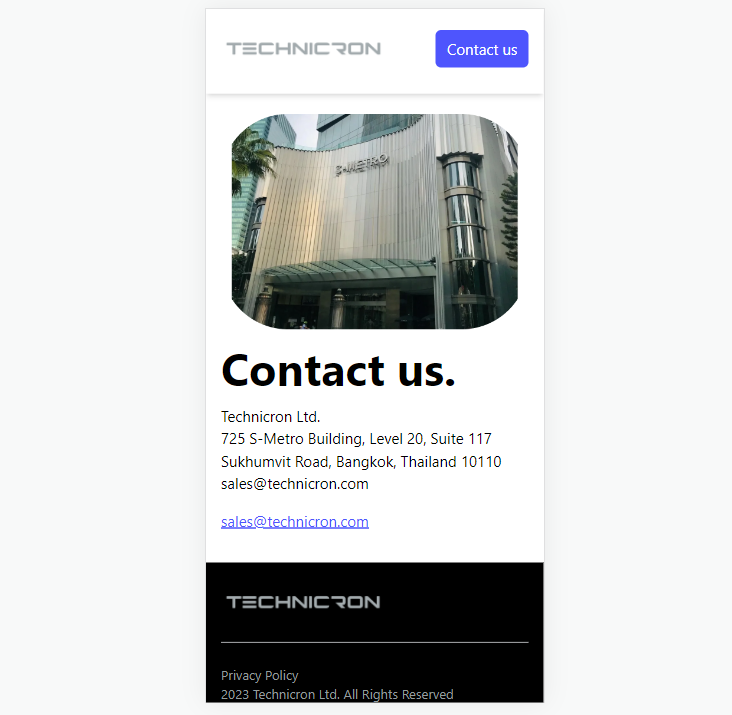 TECHNICRON
Contact us
S-METRO
Contact us.
Technicron Ltd.
725 S-Metro Building, Level 20, Suite 117
Sukhumvit Road, Bangkok, Thailand 10110
sales@technicron.com
sales@technicron.com
TECHNICRON
Privacy Policy
2023 Technicron Ltd. All Rights Reserved